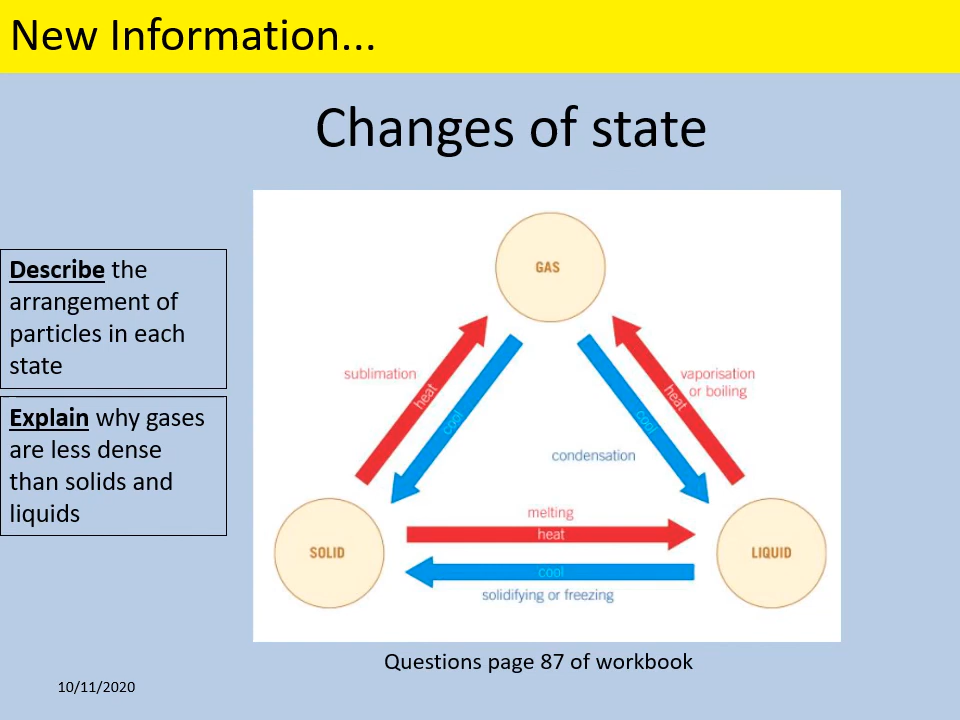 New Information...
Changes of state
Describe the
arrangement of
particles in each
state
Explain why gases
are less dense
than solids and
liquids
GAS
sublimation
heat
cool
vaporisation
or boiling
heat
cool
condensation
melting
heat
SOLID
LIQUID
cool
solidifying or freezing
Questions page 87 of workbook
10/11/2020